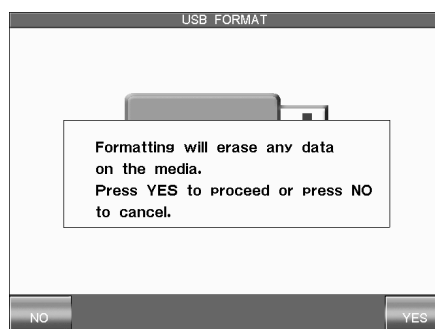 USB FORMAT
Formatting will erase any data
on the media.
Press YES to proceed or press NO
to cancel.
NO
YES